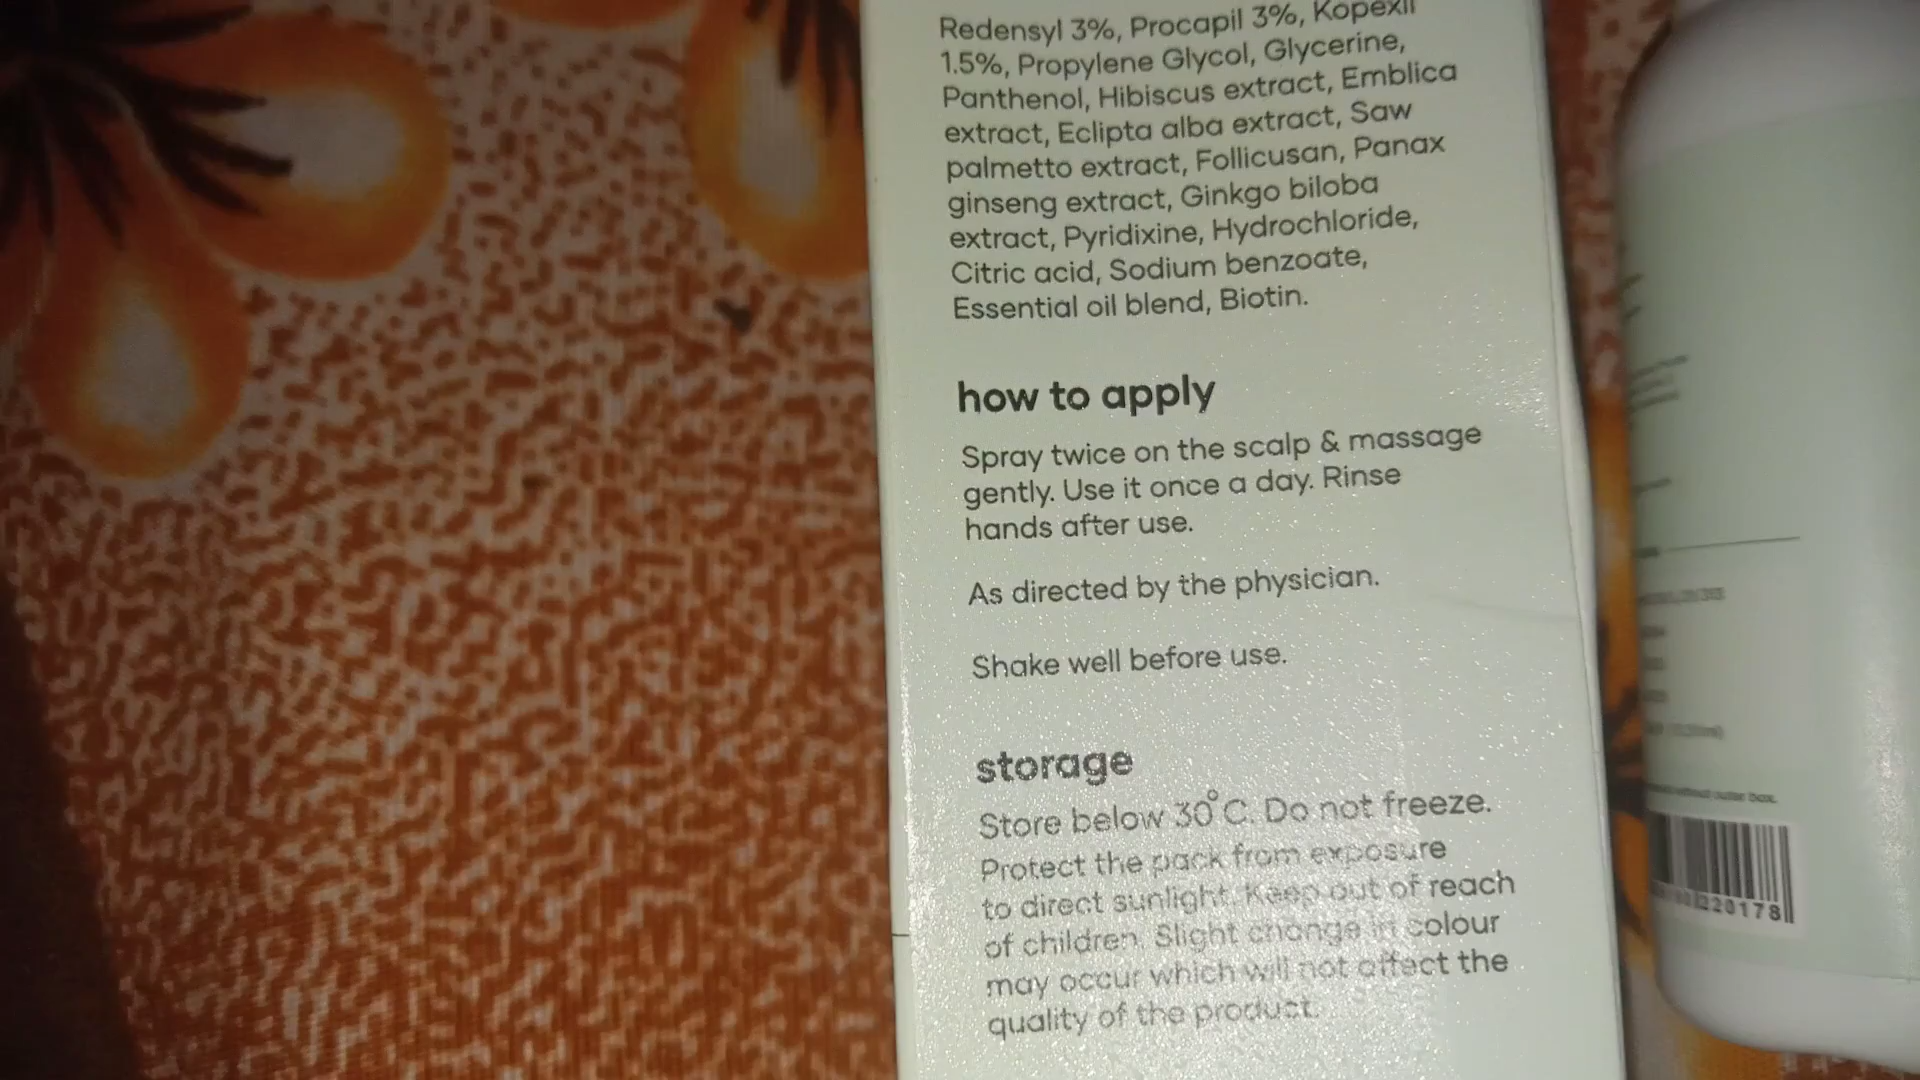 Redensyl 3%, Procapil 3%, Kopexil
1.5%, Propylene Glycol, Glycerine,
Panthenol, Hibiscus extract, Emblica
extract, Eclipta alba extract, Saw
palmetto extract, Follicusan, Panax
ginseng extract, Ginkgo biloba
extract, Pyridixine, Hydrochloride,
Citric acid, Sodium benzoate,
Essential oil blend, Biotin.
how to apply
Spray twice on the scalp & massage
gently. Use it once a day. Rinse
hands after use.
As directed by the physician.
Shake well before use.
storage
Store below 30°C. Do not freeze.
Protect the pack from exposure
to direct sunlight. Keep out of reach
of children. Slight change in colour
may occur which will not affect the
quality of the product.
without outer box.
220178